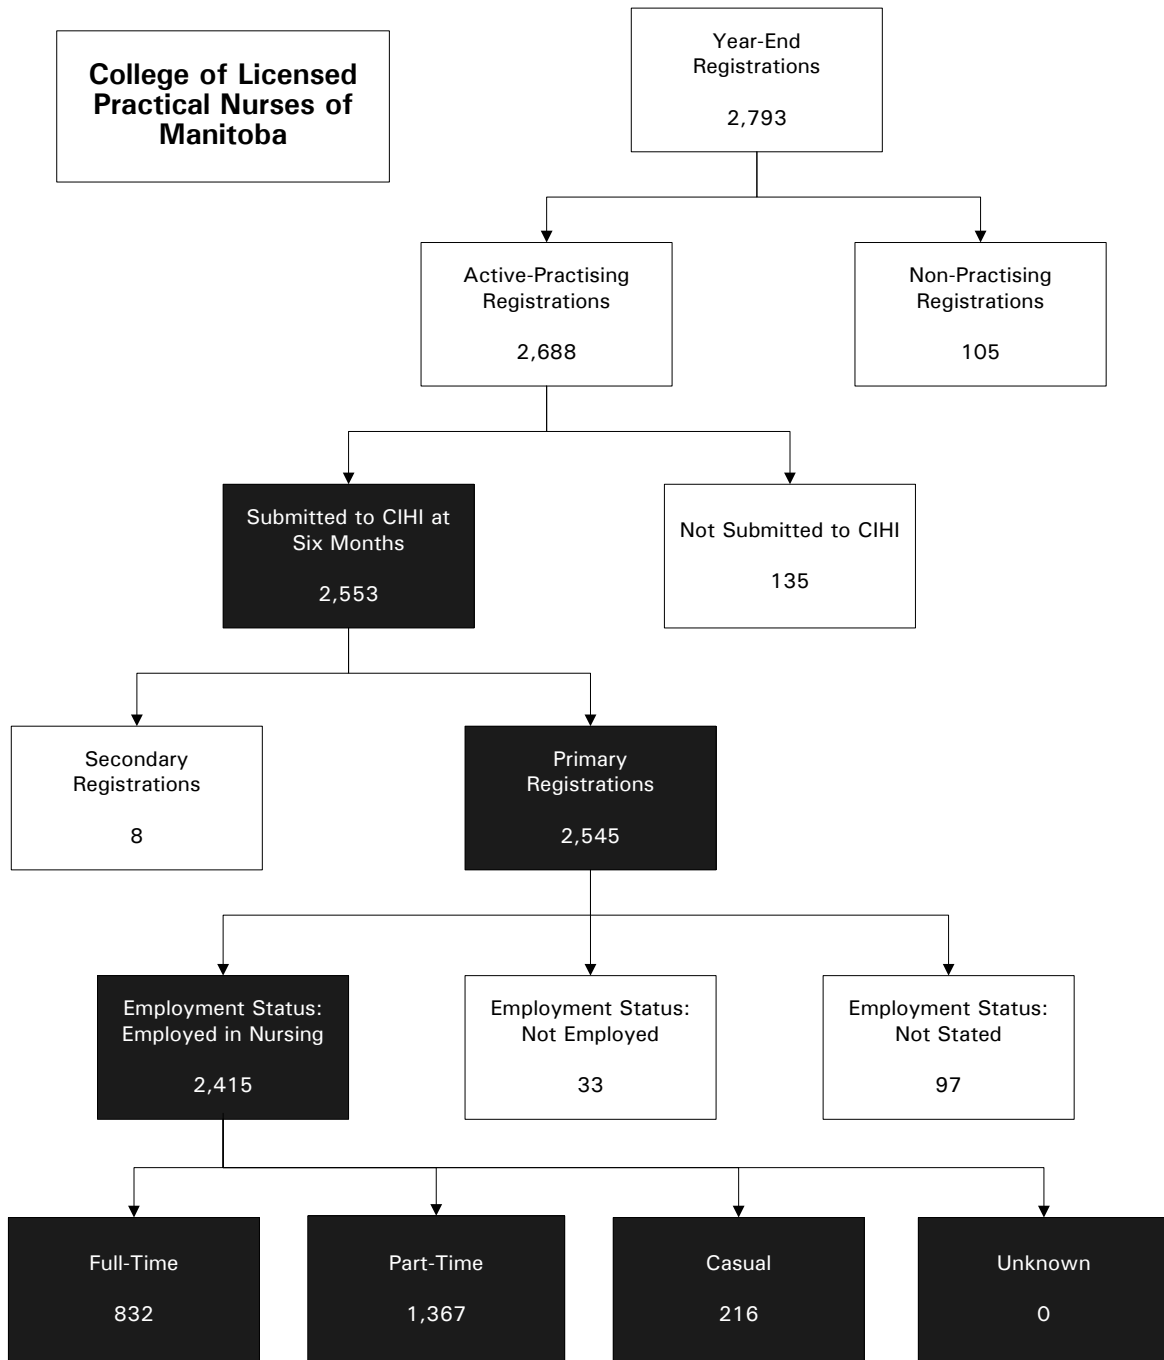 College of Licensed
Practical Nurses of
Manitoba
Year-End
Registrations
2,793
Active-Practising
Registrations
2,688
Non-Practising
Registrations
105
Submitted to CIHI at
Six Months
2,553
Not Submitted to CIHI
135
Secondary
Registrations
8
Primary
Registrations
2,545
Employment Status:
Employed in Nursing
2,415
Employment Status:
Not Employed
33
Employment Status:
Not Stated
97
Full-Time
832
Part-Time
1,367
Casual
216
Unknown
0